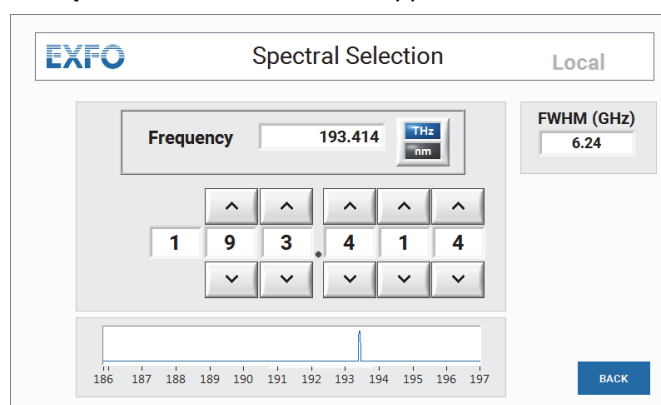 EXFO
Spectral Selection
Local
Frequency
193.414
THz
nm
FWHM (GHz)
6.24
1 9 3 . 4 1 4
186 187 188 189 190 191 192 193 194 195 196 197
BACK